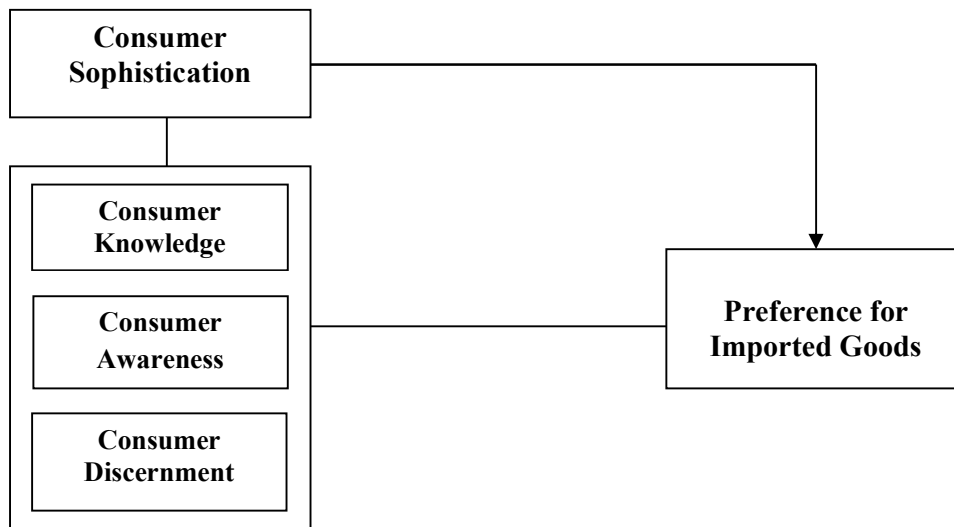 Consumer
Sophistication
Consumer
Knowledge
Consumer
Awareness
Consumer
Discernment
Preference for
Imported Goods